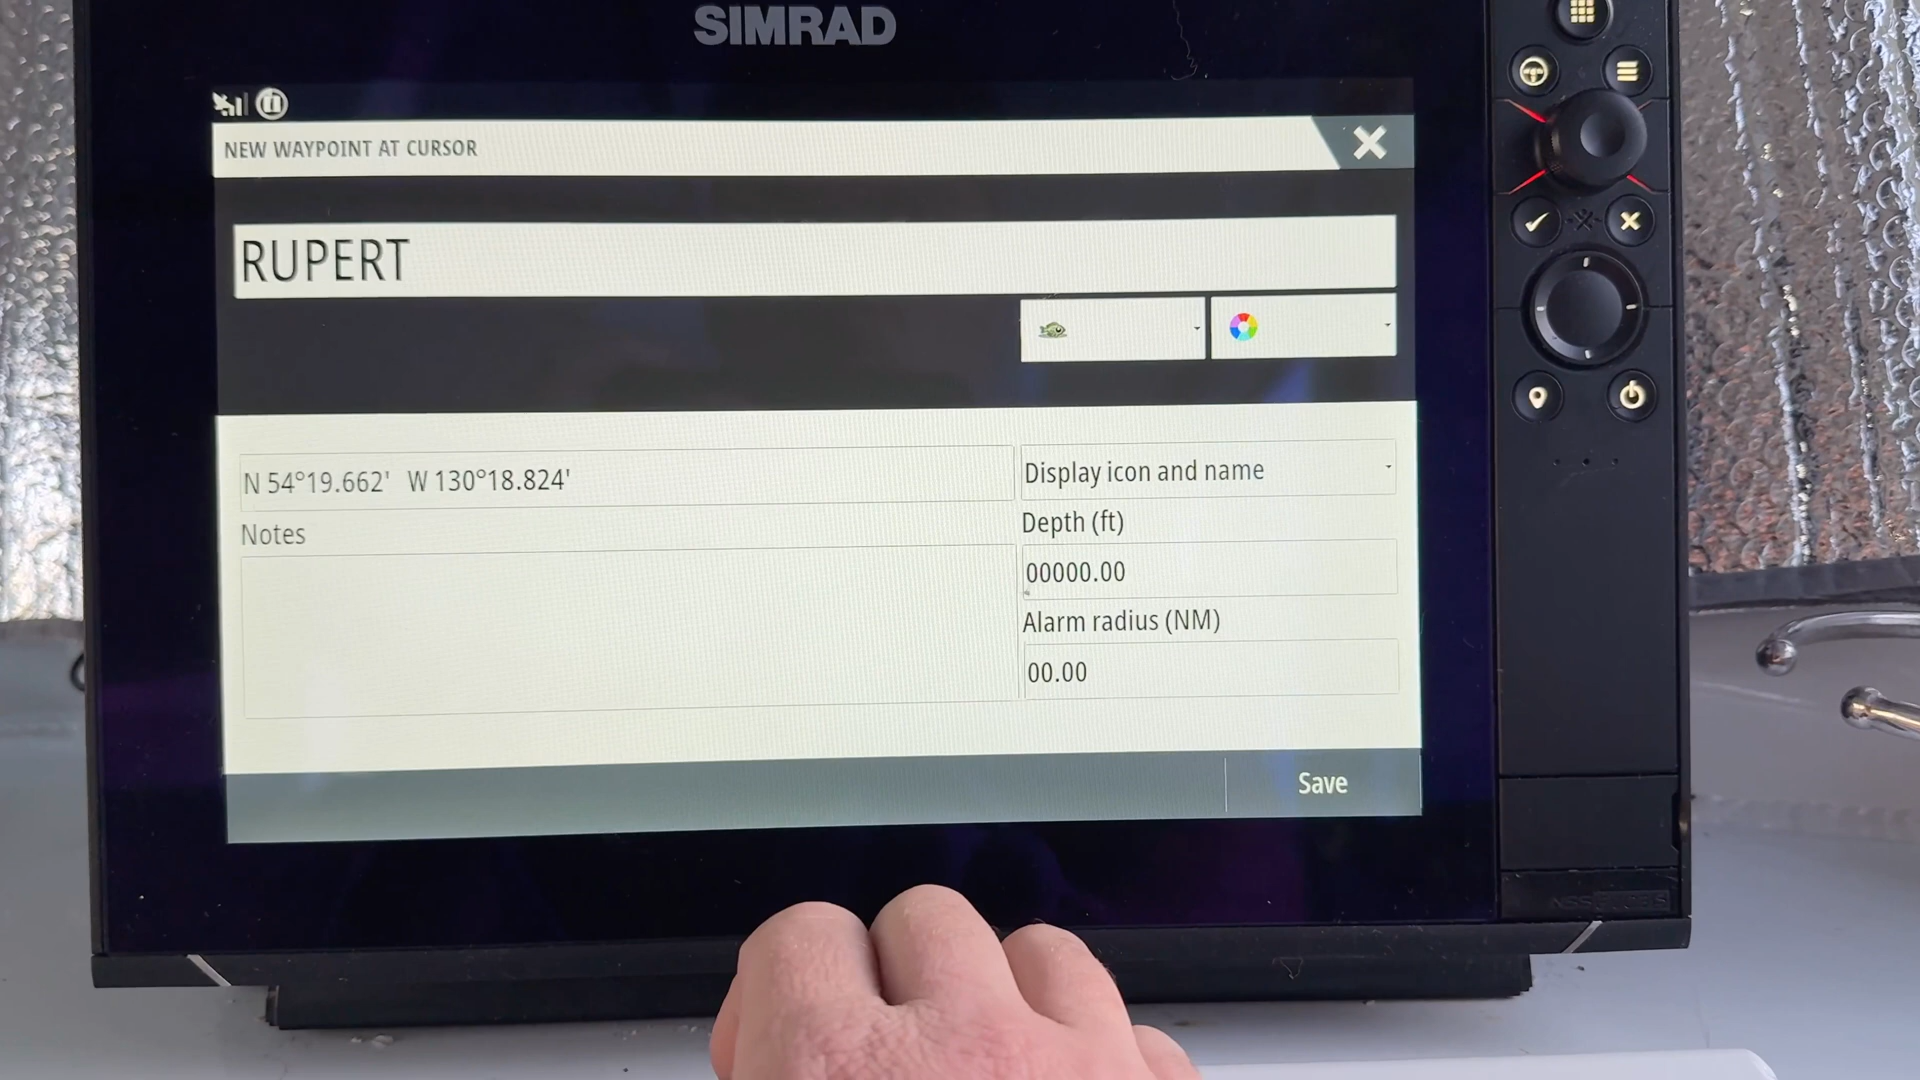 SIMRAD
NEW WAYPOINT AT CURSOR
RUPERT
N 54°19.662' W 130°18.824'
Display icon and name
Notes
Depth (ft)
00000.00
Alarm radius (NM)
00.00
Save